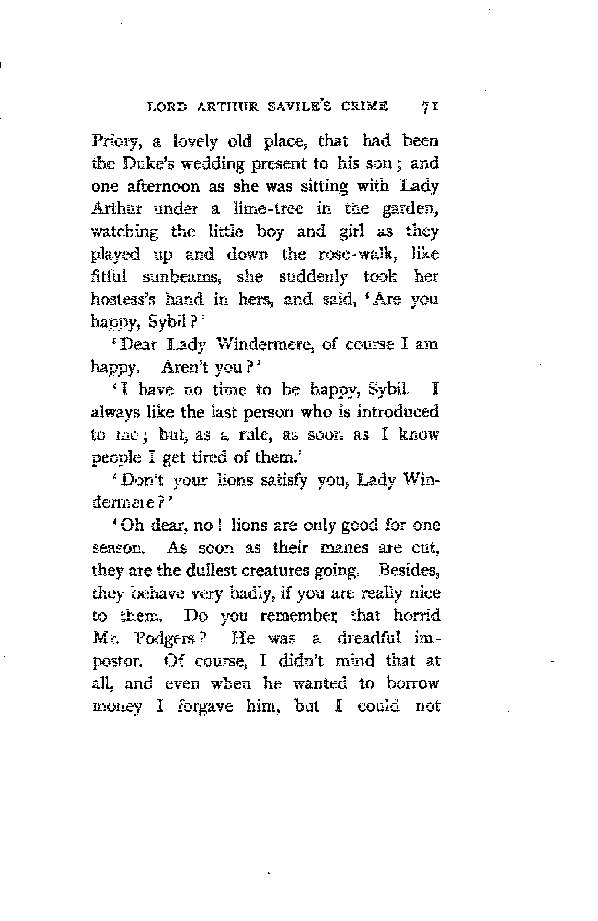 LORD ARTHUR SAVILE'S CRIME 71
Priory, a lovely old place, that had been
the Duke's wedding present to his son; and
one afternoon as she was sitting with Lady
Arthur under a lime-tree in the garden,
watching the little boy and girl as they
played up and down the rose-walk, like
fitful sunbeams, she suddenly took her
hostess's hand in hers, and said, 'Are you
happy, Sybil?'
'Dear Lady Windermere, of course I am
happy. Aren't you?'
'I have no time to be happy, Sybil. I
always like the last person who is introduced
to me; but, as a rule, as soon as I know
people I get tired of them.'
'Don't your lions satisfy you, Lady Win-
dermere?'
'Oh dear, no! lions are only good for one
season. As soon as their manes are cut,
they are the dullest creatures going. Besides,
they behave very badly, if you are really nice
to them. Do you remember that horrid
Mr. Podgers? He was a dreadful im-
postor. Of course, I didn't mind that at
all, and even when he wanted to borrow
money I forgave him, but I could not